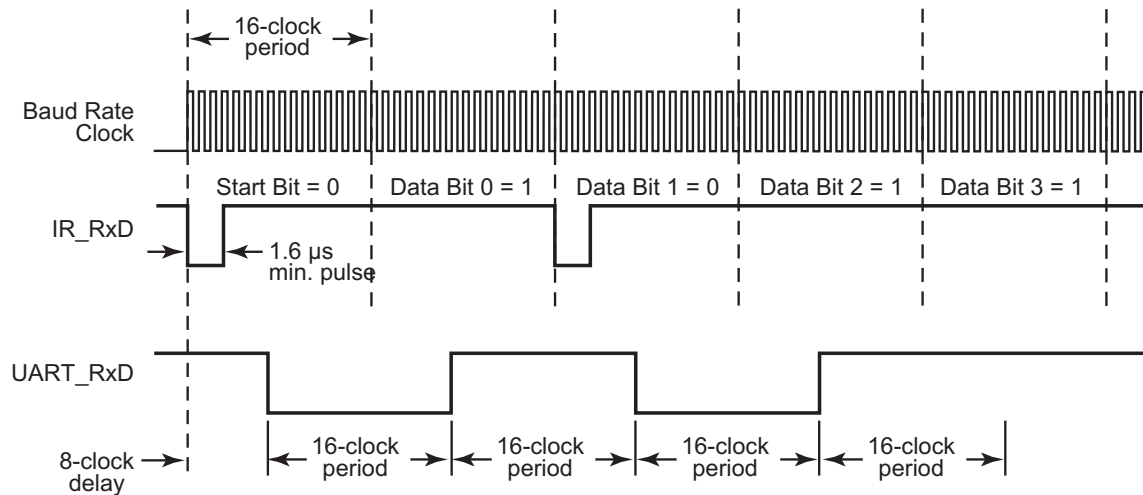 16-clock
period
Baud Rate
Clock
Start Bit = 0
Data Bit 0 = 1
Data Bit 1 = 0
Data Bit 2 = 1
Data Bit 3 = 1
IR_RxD
1.6 µs
min. pulse
UART_RxD
8-clock
delay
16-clock
period
16-clock
period
16-clock
period
16-clock
period